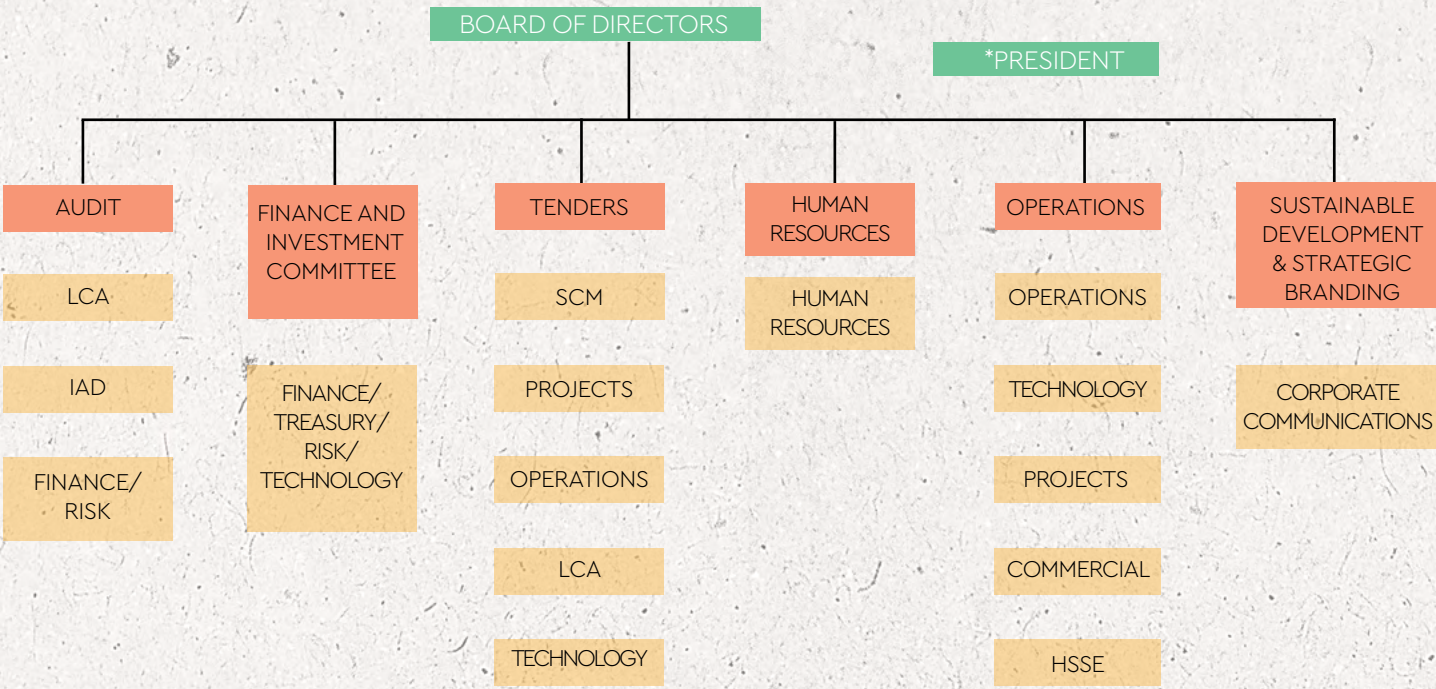 BOARD OF DIRECTORS
*PRESIDENT
AUDIT
LCA
IAD
FINANCE/
RISK
FINANCE AND
INVESTMENT
COMMITTEE
FINANCE/
TREASURY/
RISK/
TECHNOLOGY
TENDERS
SCM
PROJECTS
OPERATIONS
LCA
TECHNOLOGY
HUMAN
RESOURCES
HUMAN
RESOURCES
OPERATIONS
OPERATIONS
TECHNOLOGY
PROJECTS
COMMERCIAL
HSSE
SUSTAINABLE
DEVELOPMENT
& STRATEGIC
BRANDING
CORPORATE
COMMUNICATIONS